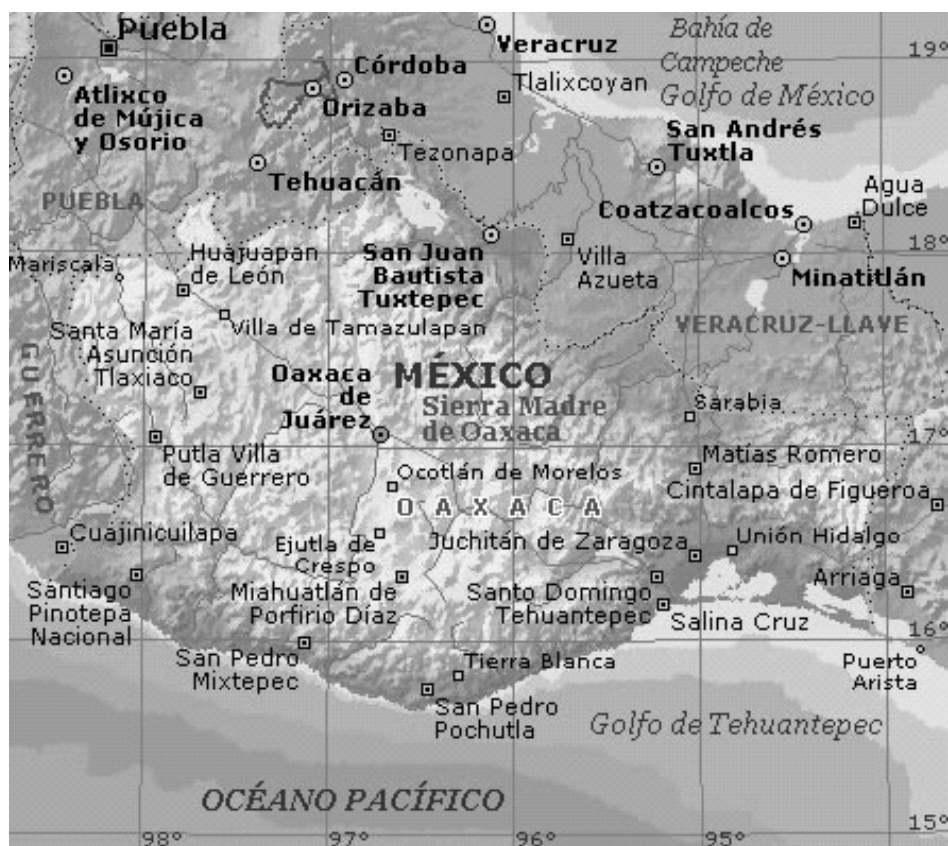 Puebla
Veracruz
Bahía de
Campeche
Golfo de México
19°
Córdoba
Tlalixcoyan
Atlixco
de Mújica
y Osorio
Orizaba
San Andrés
Tuxtla
Tezonapa
Tehuacán
Agua
Dulce
PUEBLA
Coatzacoalcos
18°
Mariscala
Huajuapan
de León
San Juan
Bautista
Tuxtepec
Villa
Azueta
Minatitlán
Santa María
Asunción
Tlaxiaco
Villa de Tamazulapan
VERACRUZ-LLAVE
GUERRERO
Oaxaca
de
Juárez
MÉXICO
Sierra Madre
de Oaxaca
Sarabia
17°
Putla Villa
de Guerrero
Ocotlán de Morelos
Matías Romero
OAXACA
Cintalapa de Figueroa
Cuajinicuilapa
Ejutla de
Crespo
Juchitán de Zaragoza
Unión Hidalgo
Santiago
Pinotepa
Nacional
Miahuatlán de
Porfirio Díaz
Santo Domingo
Tehuantepec
Arriaga
Salina Cruz
16°
San Pedro
Mixtepec
Tierra Blanca
Puerto
Arista
San Pedro
Pochutla
Golfo de Tehuantepec
OCÉANO PACÍFICO
98°
97°
96°
95°
15°